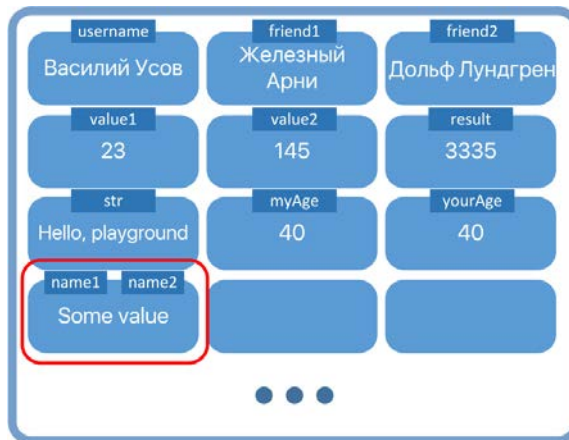 username friend1 friend2
Василий Усов
Железный
Арни
Дольф Лундгрен
value1 value2 result
23 145 3335
str myAge yourAge
Hello, playground 40 40
name1 name2
Some value